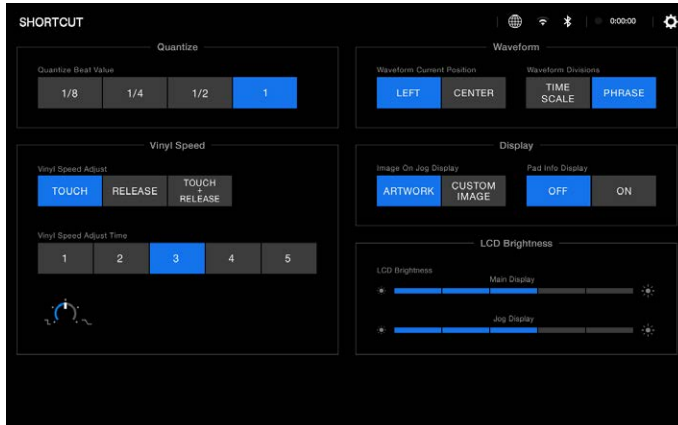 SHORTCUT
0:00:00
Quantize
Quantize Beat Value
1/8 1/4 1/2 1
Waveform
Waveform Current Position
LEFT CENTER
Waveform Divisions
TIME
SCALE
PHRASE
Vinyl Speed
Vinyl Speed Adjust
TOUCH RELEASE
TOUCH
+
RELEASE
Vinyl Speed Adjust Time
1 2 3 4 5
Display
Image On Jog Display
ARTWORK
CUSTOM
IMAGE
Pad Info Display
OFF ON
LCD Brightness
LCD Brightness
Main Display
Jog Display